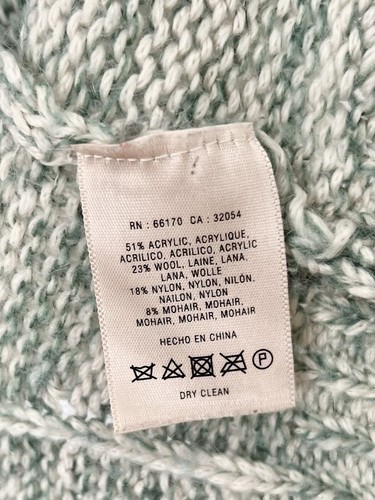 RN : 66170 CA : 32054
51% ACRYLIC, ACRYLIQUE,
ACRILICO, ACRILICO, ACRYLIC
23% WOOL, LAINE, LANA,
LANA, WOLLE
18% NYLON, NYLON, NILÓN,
NAILON, NYLON
8% MOHAIR, MOHAIR,
MOHAIR, MOHAIR, MOHAIR
HECHO EN CHINA
P
DRY CLEAN